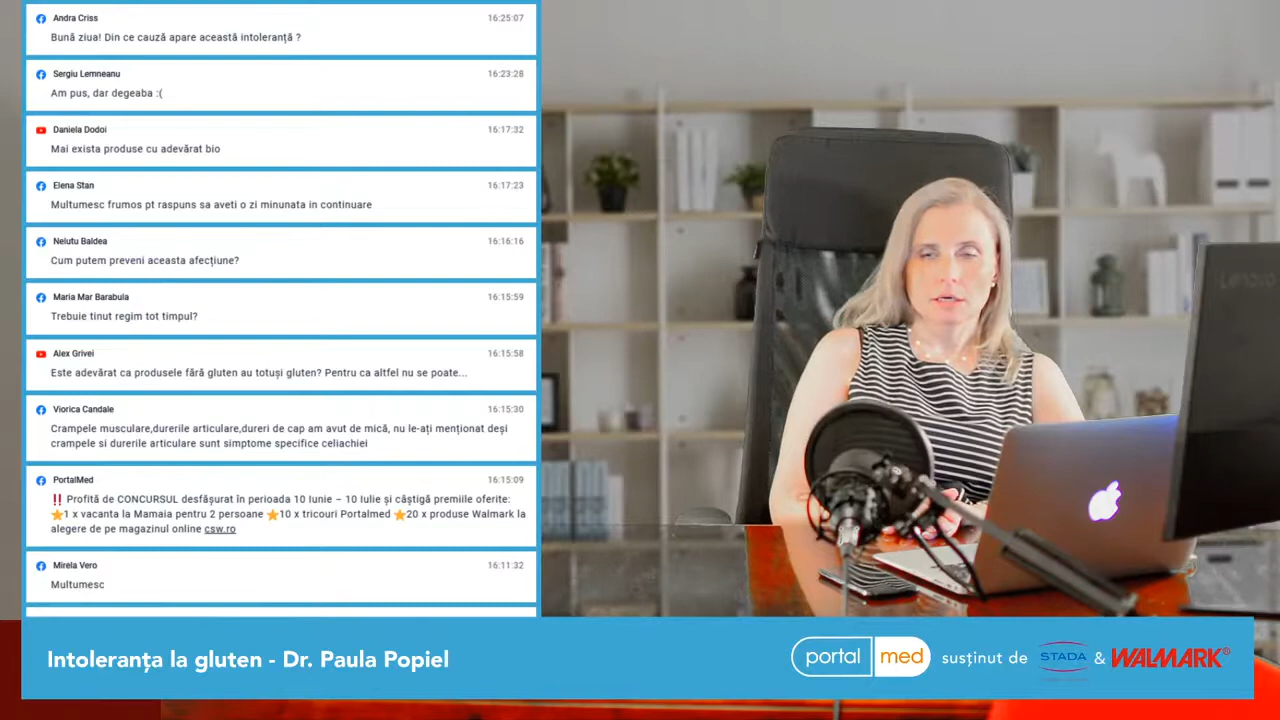 Andra Criss 16:25:07
Bună ziua! Din ce cauză apare această intoleranță ?
Sergiu Lemneanu 16:23:28
Am pus, dar degeaba :(
Daniela Dodoi 16:17:32
Mai exista produse cu adevărat bio
Elena Stan 16:17:23
Multumesc frumos pt raspuns sa aveti o zi minunata in continuare
Nelutu Baldea 16:16:16
Cum putem preveni aceasta afecțiune?
Maria Mar Barabula 16:15:59
Trebuie tinut regim tot timpul?
Alex Grivei 16:15:58
Este adevărat ca produsele fără gluten au totuși gluten? Pentru ca altfel nu se poate...
Viorica Candale 16:15:30
Crampele musculare,durerile articulare,dureri de cap am avut de mică, nu le-ați menționat deși
crampele si durerile articulare sunt simptome specifice celiachiei
PortalMed 16:15:09
‼️ Profită de CONCURSUL desfășurat în perioada 10 Iunie – 10 Iulie și câștigă premiile oferite:
⭐1 x vacanta la Mamaia pentru 2 persoane ⭐10 x tricouri Portalmed ⭐20 x produse Walmark la
alegere de pe magazinul online csw.ro
Mirela Vero 16:11:32
Multumesc
Lenovo
Intoleranța la gluten - Dr. Paula Popiel
portal med susținut de STADA & WALMARK®